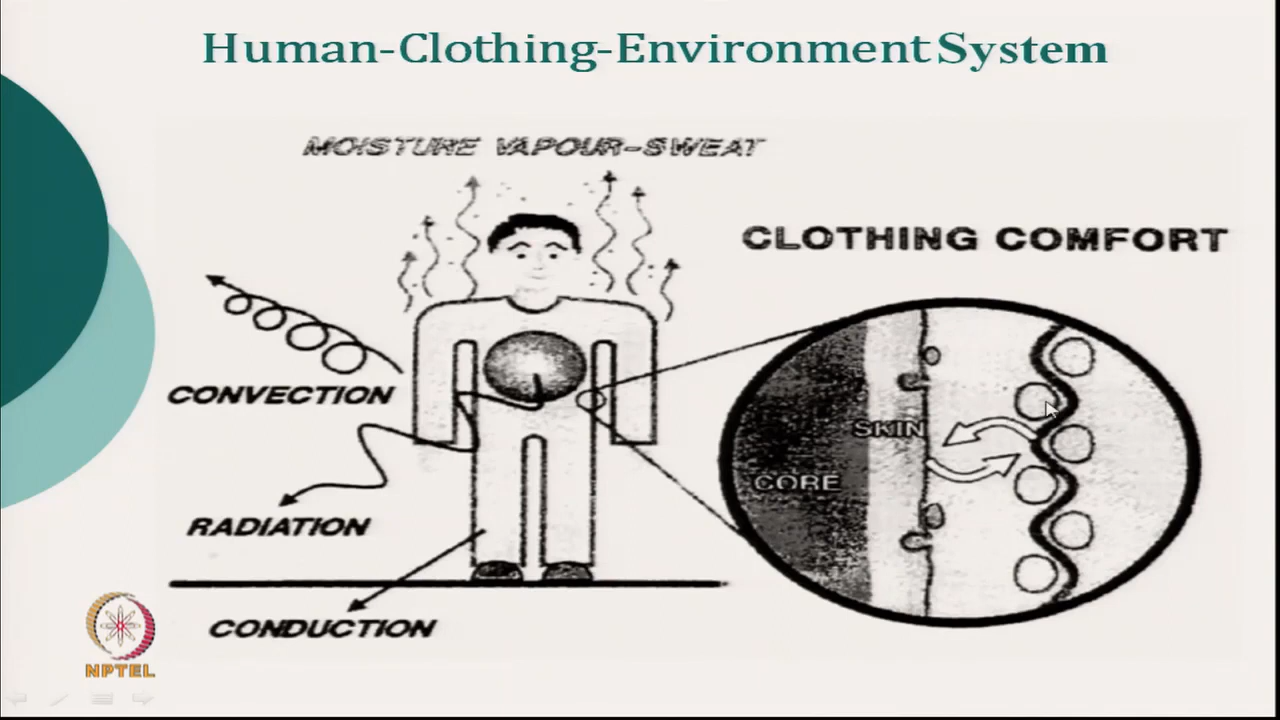 Human-Clothing-Environment System
MOISTURE VAPOUR-SWEAT
CLOTHING COMFORT
CONVECTION
SKIN
CORE
RADIATION
CONDUCTION
NPTEL